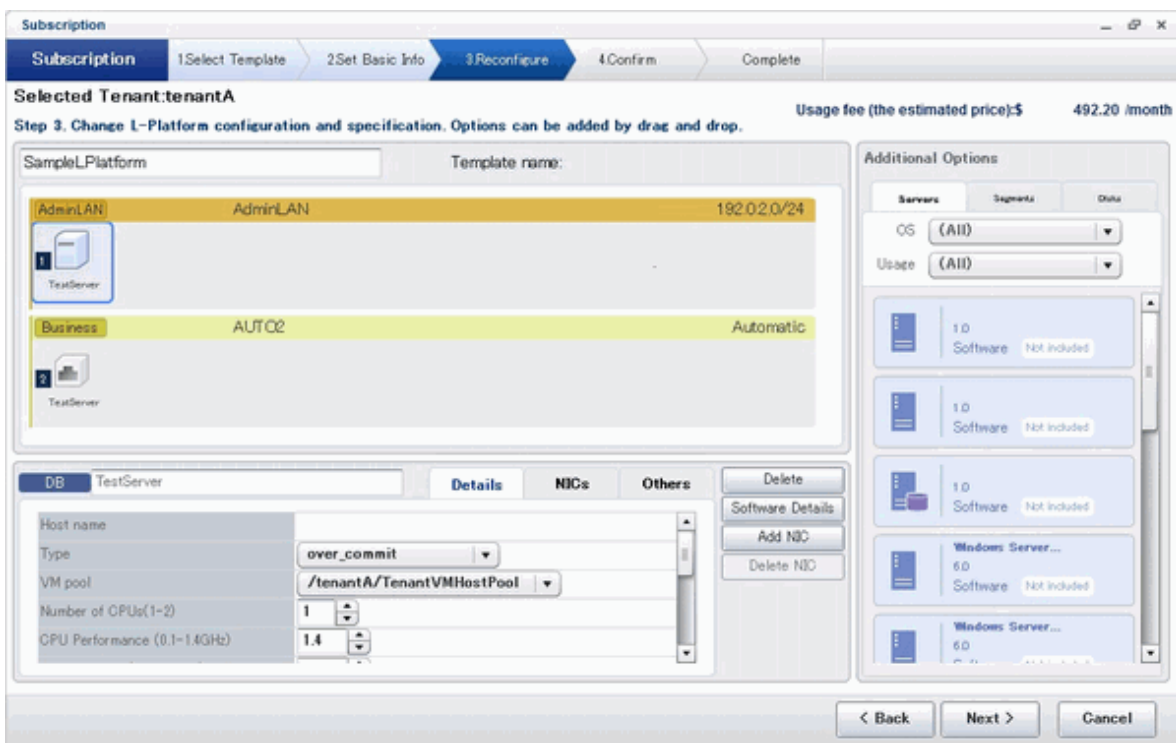 Subscription
Subscription 1.Select Template 2.Set Basic Info 3.Reconfigure 4.Confirm Complete
Selected Tenant:tenantA
Usage fee (the estimated price):$ 492.20 /month
Step 3. Change L-Platform configuration and specification. Options can be added by drag and drop.
SampleLPlatform Template name:
AdminLAN AdminLAN 192.0.2.0/24
1
TestServer
Business AUTO2 Automatic
2
TestServer
DB TestServer Details NICs Others
Host name
Type over_commit
VM pool /tenantA/TenantVMHostPool
Number of CPUs(1-2) 1
CPU Performance (0.1-1.4GHz) 1.4
Delete
Software Details
Add NIC
Delete NIC
Additional Options
Servers Segments Disks
OS (All)
Usage (All)
1.0
Software Not included
1.0
Software Not included
1.0
Software Not included
Windows Server...
6.0
Software Not included
Windows Server...
6.0
< Back Next > Cancel